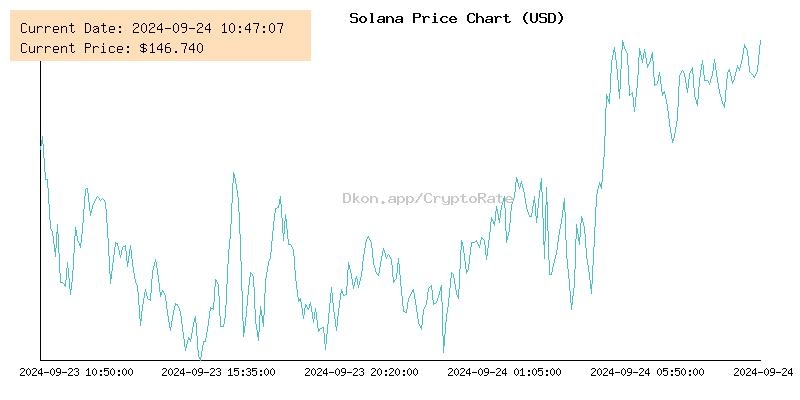 Solana Price Chart (USD)
Current Date: 2024-09-24 10:47:07
Current Price: $146.740
Dkon.app/CryptoRate
2024-09-23 10:50:00 2024-09-23 15:35:00 2024-09-23 20:20:00 2024-09-24 01:05:00 2024-09-24 05:50:00 2024-09-24